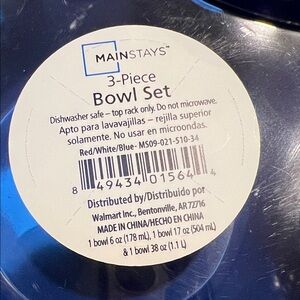 MAINSTAYS™
3-Piece
Bowl Set
Dishwasher safe – top rack only. Do not microwave.
Apto para lavavajillas – rejilla superior
solamente. No usar en microondas.
Red/White/Blue- MS09-021-510-34
8 49434 01564 4
Distributed by/Distribuido por
Walmart Inc., Bentonville, AR 72716
MADE IN CHINA/HECHO EN CHINA
1 bowl 6 oz (178 mL), 1 bowl 17 oz (504 mL)
& 1 bowl 38 oz (1.1 L)